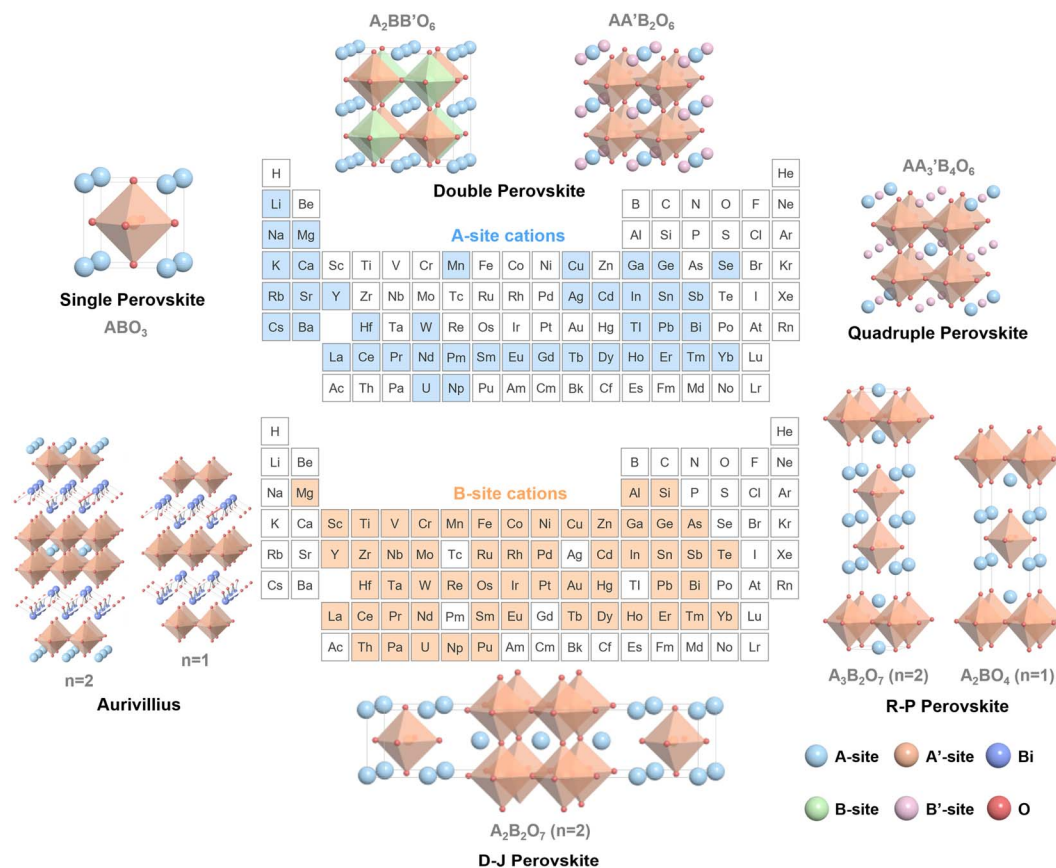 A₂BB'O₆ AA'B₂O₆
Double Perovskite
Single Perovskite
ABO₃
AA₃'B₄O₆
Quadruple Perovskite
A-site cations
H He
Li Be B C N O F Ne
Na Mg Al Si P S Cl Ar
K Ca Sc Ti V Cr Mn Fe Co Ni Cu Zn Ga Ge As Se Br Kr
Rb Sr Y Zr Nb Mo Tc Ru Rh Pd Ag Cd In Sn Sb Te I Xe
Cs Ba Hf Ta W Re Os Ir Pt Au Hg Tl Pb Bi Po At Rn
La Ce Pr Nd Pm Sm Eu Gd Tb Dy Ho Er Tm Yb Lu
Ac Th Pa U Np Pu Am Cm Bk Cf Es Fm Md No Lr
B-site cations
H He
Li Be B C N O F Ne
Na Mg Al Si P S Cl Ar
K Ca Sc Ti V Cr Mn Fe Co Ni Cu Zn Ga Ge As Se Br Kr
Rb Sr Y Zr Nb Mo Tc Ru Rh Pd Ag Cd In Sn Sb Te I Xe
Cs Ba Hf Ta W Re Os Ir Pt Au Hg Tl Pb Bi Po At Rn
La Ce Pr Nd Pm Sm Eu Gd Tb Dy Ho Er Tm Yb Lu
Ac Th Pa U Np Pu Am Cm Bk Cf Es Fm Md No Lr
n=2 n=1
Aurivillius
A₃B₂O₇ (n=2) A₂BO₄ (n=1)
R-P Perovskite
A₂B₂O₇ (n=2)
D-J Perovskite
A-site A'-site Bi
B-site B'-site O